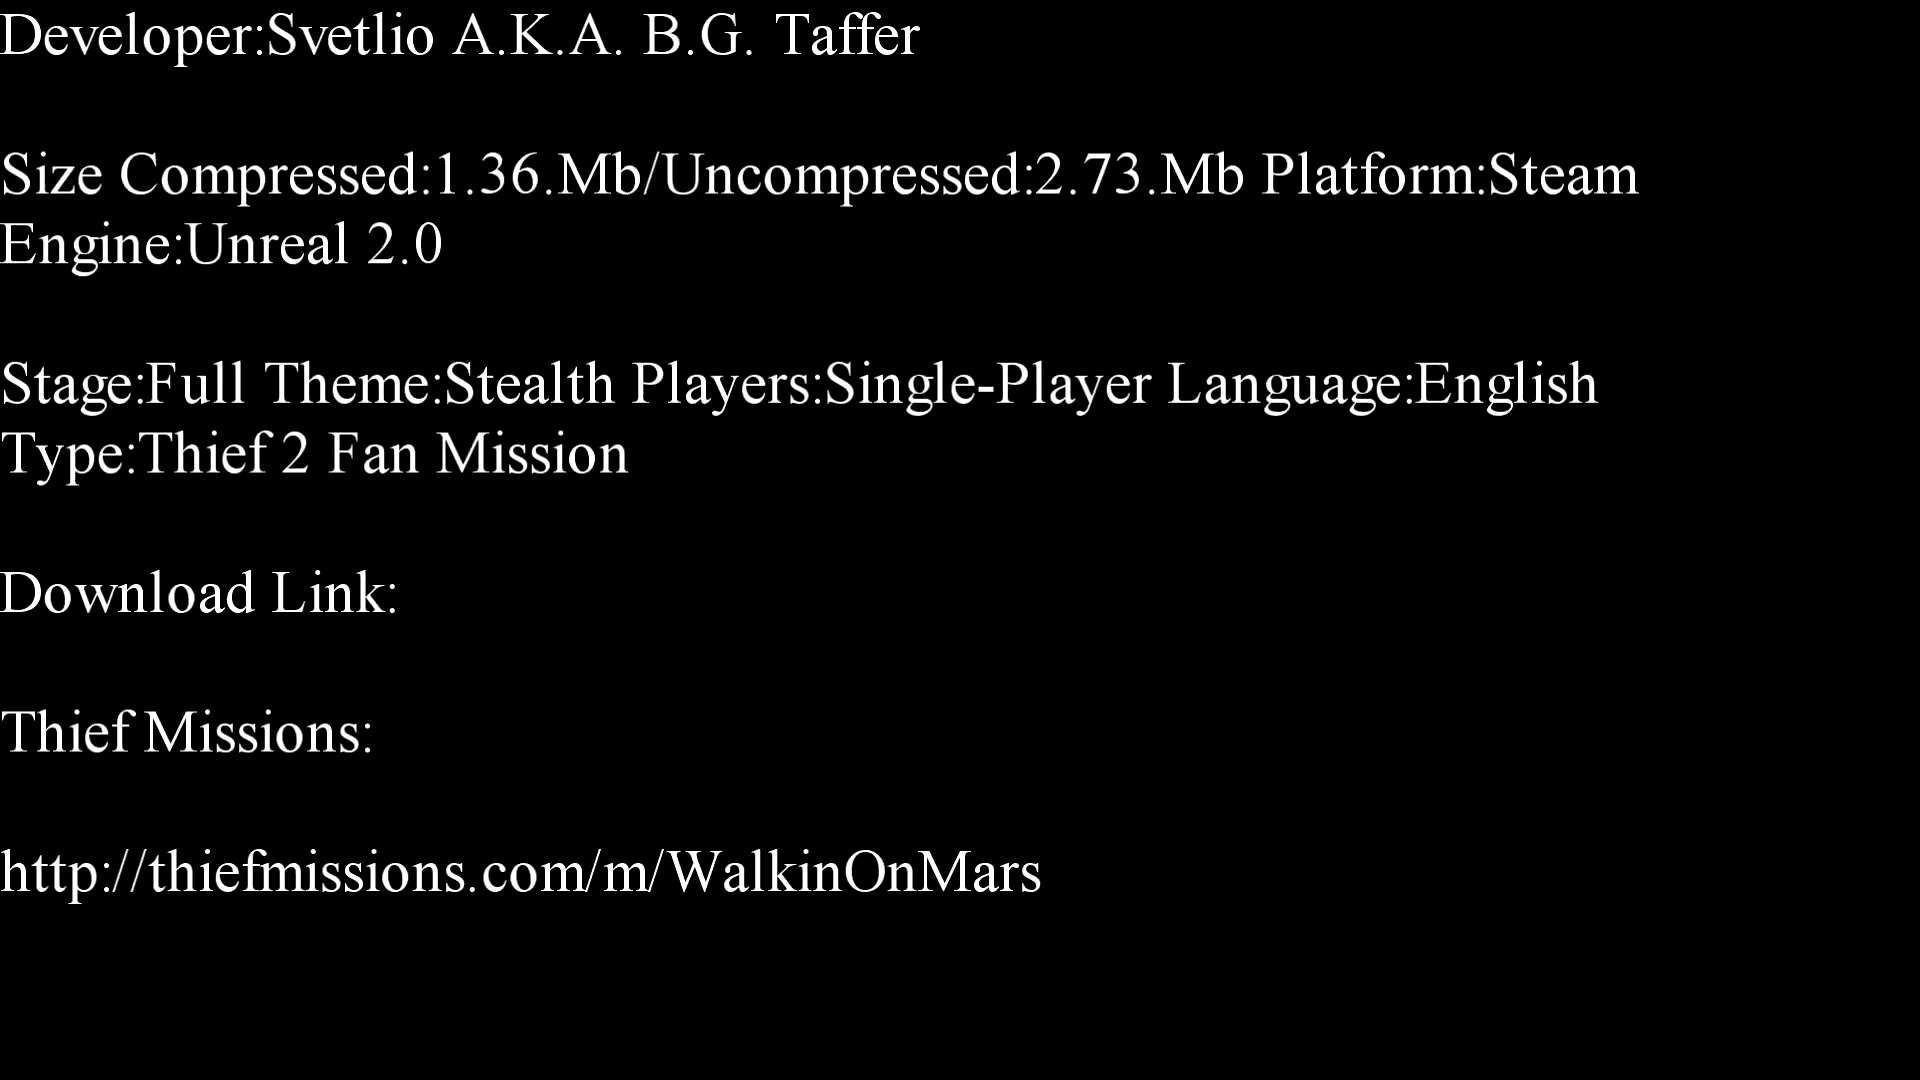 Developer:Svetlio A.K.A. B.G. Taffer
Size Compressed:1.36.Mb/Uncompressed:2.73.Mb Platform:Steam
Engine:Unreal 2.0
Stage:Full Theme:Stealth Players:Single-Player Language:English
Type:Thief 2 Fan Mission
Download Link:
Thief Missions:
http://thiefmissions.com/m/WalkinOnMars